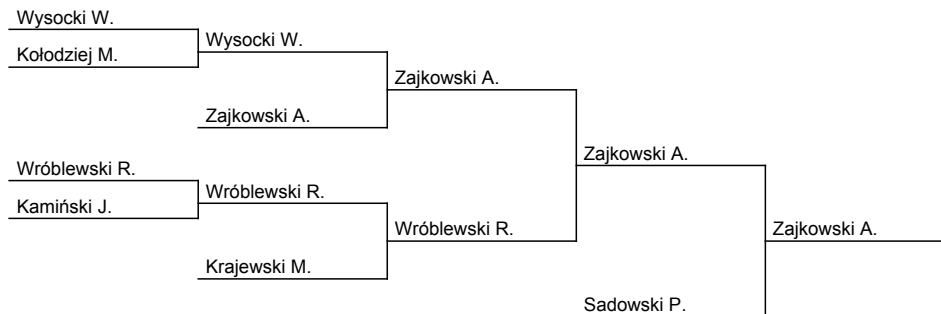 Wysocki W.
Wysocki W.
Kołodziej M.
Zajkowski A.
Zajkowski A.
Zajkowski A.
Wróblewski R.
Wróblewski R.
Kamiński J.
Wróblewski R.
Zajkowski A.
Krajewski M.
Sadowski P.